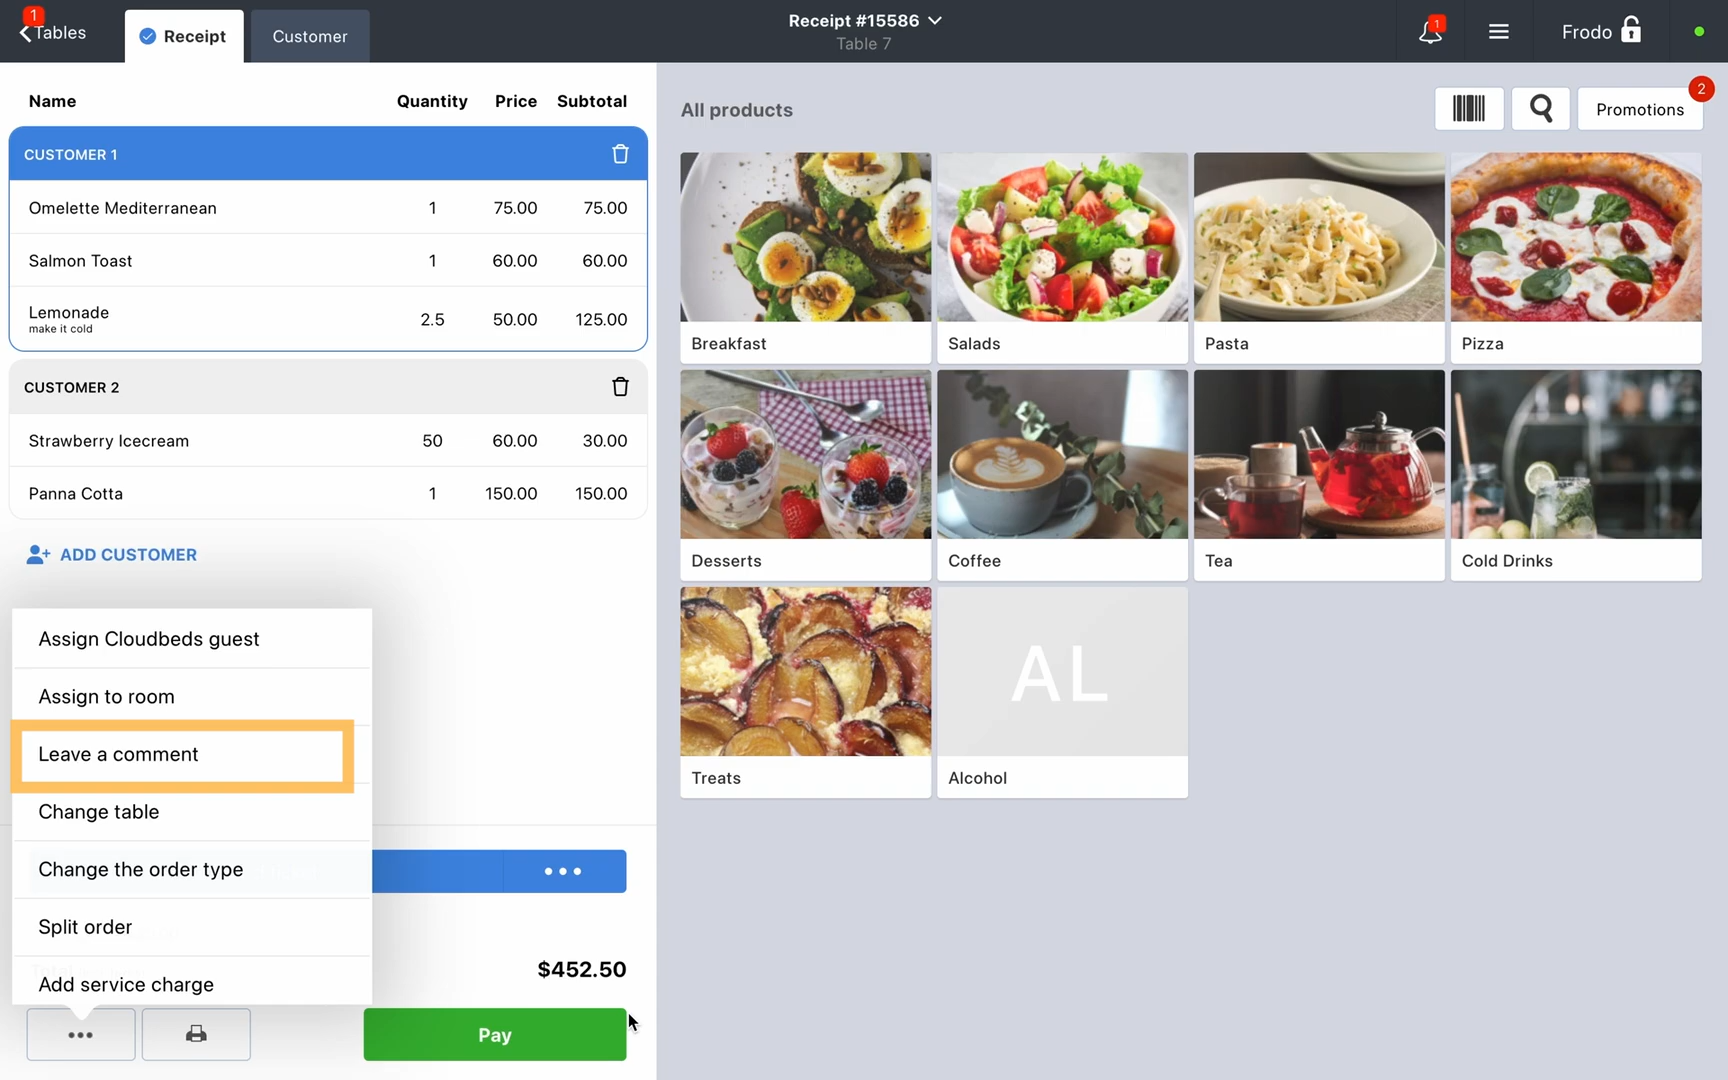 1
Tables
Receipt
Customer
Receipt #15586
Table 7
1
Frodo
Name Quantity Price Subtotal
CUSTOMER 1
Omelette Mediterranean 1 75.00 75.00
Salmon Toast 1 60.00 60.00
Lemonade 2.5 50.00 125.00
make it cold
CUSTOMER 2
Strawberry Icecream 50 60.00 30.00
Panna Cotta 1 150.00 150.00
ADD CUSTOMER
Assign Cloudbeds guest
Assign to room
Leave a comment
Change table
Change the order type
Split order
Total
$452.50
Add service charge
Pay
All products
Promotions
2
Breakfast
Salads
Pasta
Pizza
Desserts
Coffee
Tea
Cold Drinks
Treats
AL
Alcohol